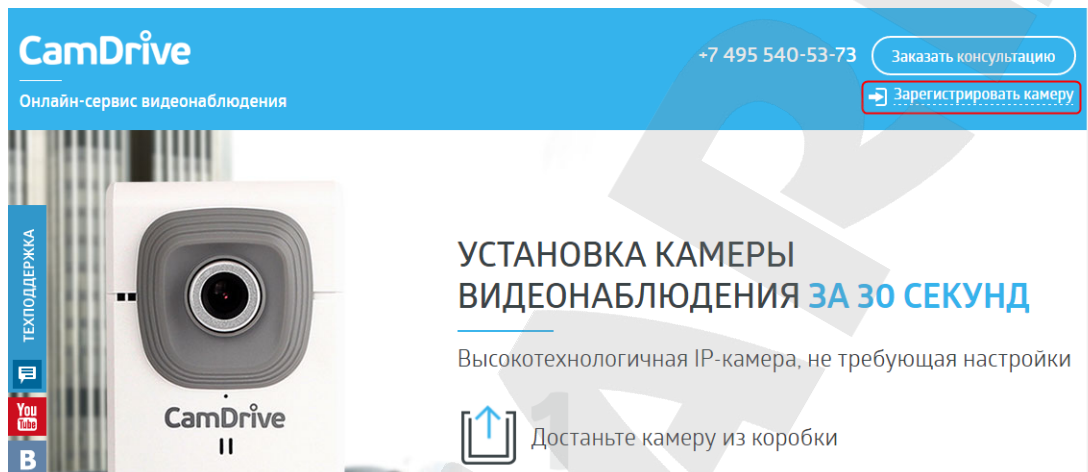 CamDrive
+7 495 540-53-73
Заказать консультацию
Онлайн-сервис видеонаблюдения
Зарегистрировать камеру
ТЕХПОДДЕРЖКА
УСТАНОВКА КАМЕРЫ
ВИДЕОНАБЛЮДЕНИЯ ЗА 30 СЕКУНД
Высокотехнологичная IP-камера, не требующая настройки
You Tube
CamDrive
1
Достаньте камеру из коробки
B